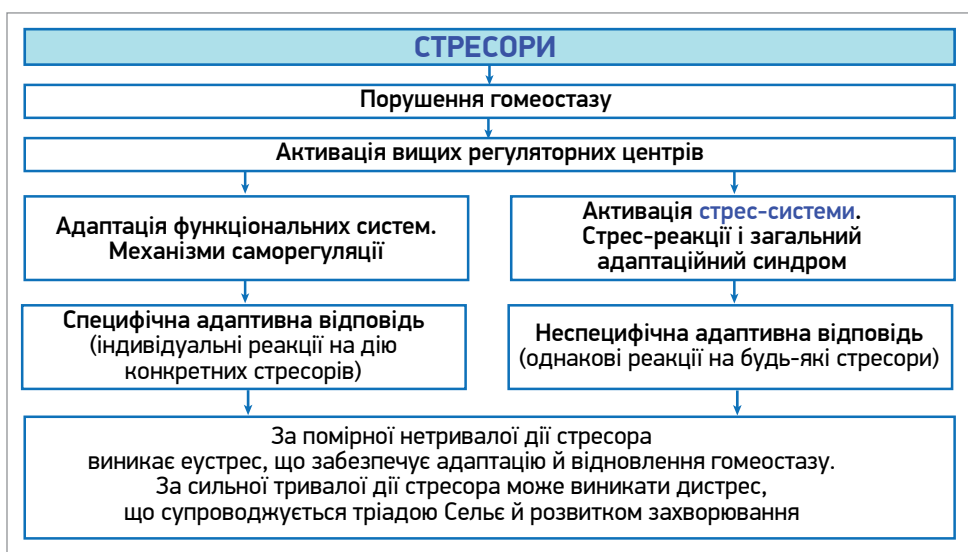 СТРЕСОРИ
Порушення гомеостазу
Активація вищих регуляторних центрів
Адаптація функціональних систем.
Механізми саморегуляції
Активація стрес-системи.
Стрес-реакції і загальний
адаптаційний синдром
Специфічна адаптивна відповідь
(індивідуальні реакції на дію
конкретних стресорів)
Неспецифічна адаптивна відповідь
(однакові реакції на будь-які стресори)
За помірної нетривалої дії стресора
виникає еустрес, що забезпечує адаптацію й відновлення гомеостазу.
За сильної тривалої дії стресора може виникати дистрес,
що супроводжується тріадою Сельє й розвитком захворювання